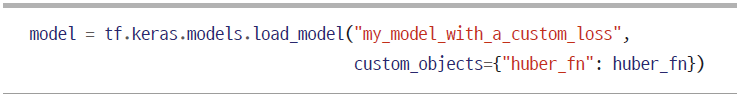 model = tf.keras.models.load_model("my_model_with_a_custom_loss",
                                   custom_objects={"huber_fn": huber_fn})